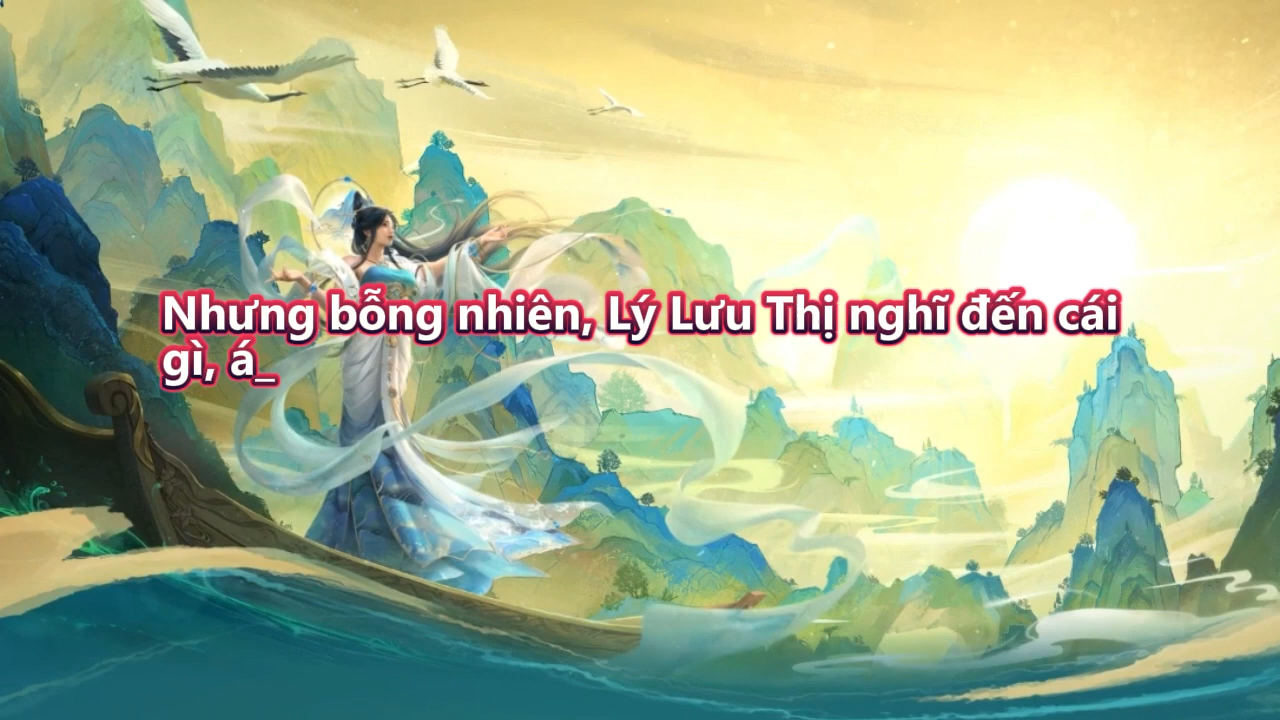 Nhưng bỗng nhiên, Lý Lưu Thị nghĩ đến cái
gì, á_